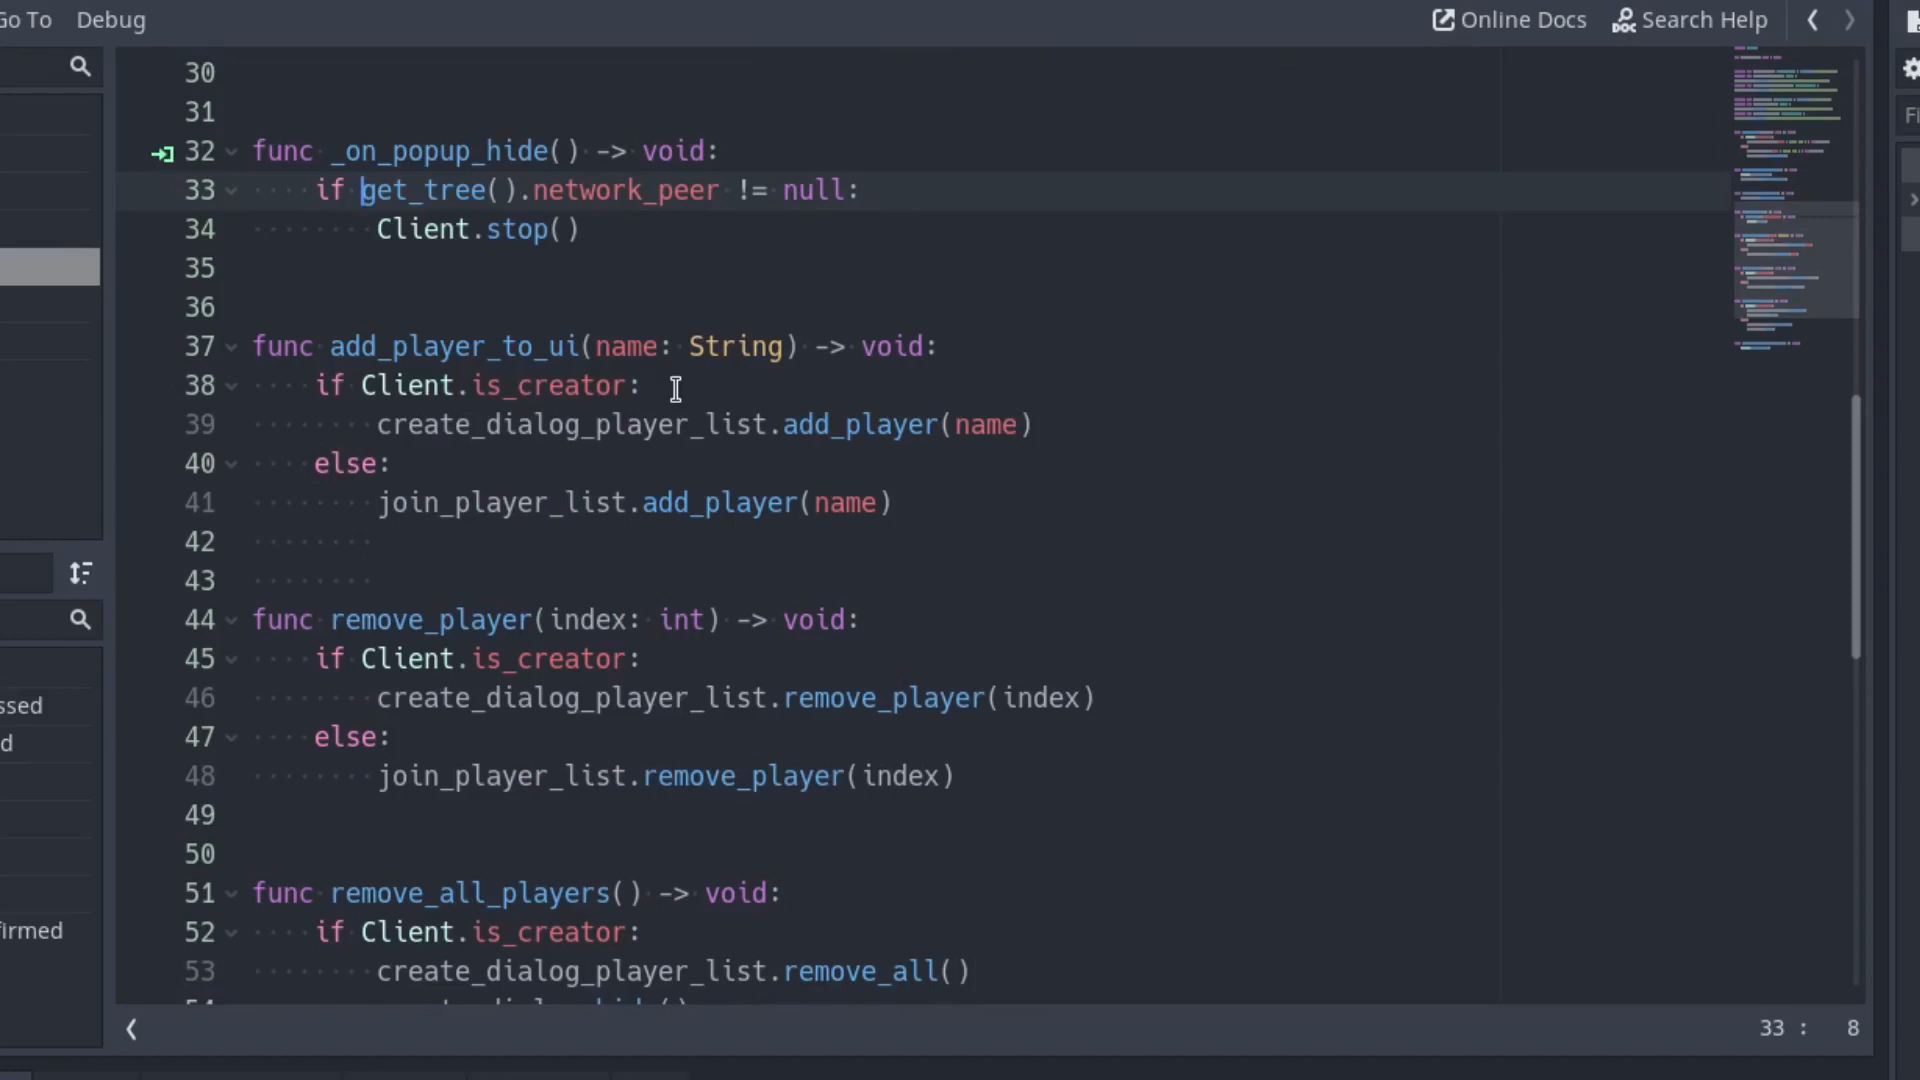 Go To Debug Online Docs Search Help
30
31
32 func _on_popup_hide() -> void:
33 if get_tree().network_peer != null:
34 Client.stop()
35
36
37 func add_player_to_ui(name: String) -> void:
38 if Client.is_creator:
39 create_dialog_player_list.add_player(name)
40 else:
41 join_player_list.add_player(name)
42
43
44 func remove_player(index: int) -> void:
45 if Client.is_creator:
46 create_dialog_player_list.remove_player(index)
47 else:
48 join_player_list.remove_player(index)
49
50
51 func remove_all_players() -> void:
52 if Client.is_creator:
53 create_dialog_player_list.remove_all()
ssed
d
firmed
33 : 8